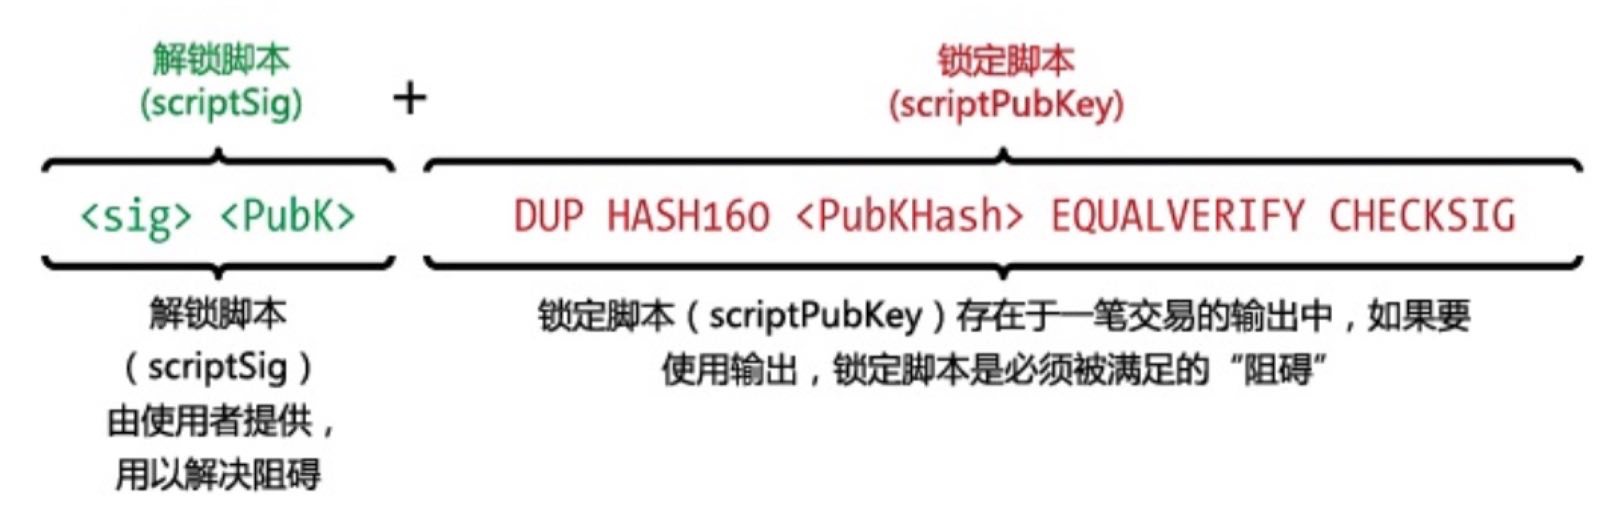 解锁脚本
(scriptSig)
+
锁定脚本
(scriptPubKey)
<sig> <PubK>
DUP HASH160 <PubKHash> EQUALVERIFY CHECKSIG
解锁脚本
（scriptSig）
由使用者提供，
用以解决阻碍
锁定脚本（scriptPubKey）存在于一笔交易的输出中，如果要
使用输出，锁定脚本是必须被满足的“阻碍”